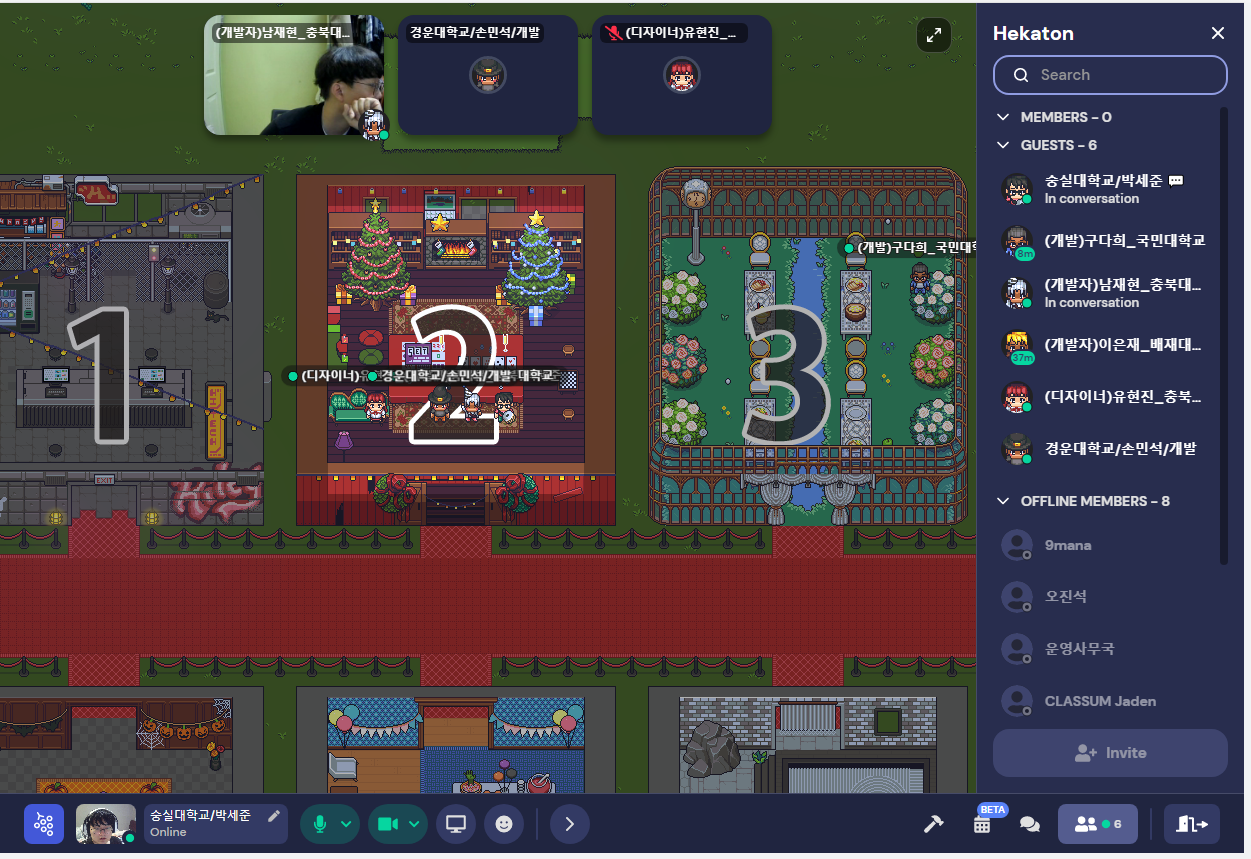 (개발자)남재현_충북대...
경운대학교/손민석/개발
(디자이너)유현진_...
Hekaton
Search
MEMBERS – 0
GUESTS – 6
숭실대학교/박세준
In conversation
(개발)구다희_국민대학교
8m
(개발자)남재현_충북대...
In conversation
(개발자)이은재_배재대...
37m
(디자이너)유현진_충북...
경운대학교/손민석/개발
OFFLINE MEMBERS – 8
9mana
오진석
운영사무국
CLASSUM Jaden
Invite
1
2
3
(개발)구다희_국민대학
(디자이너)유
경운대학교/손민석/개발
대학교
EXIT
숭실대학교/박세준
Online
BETA
6